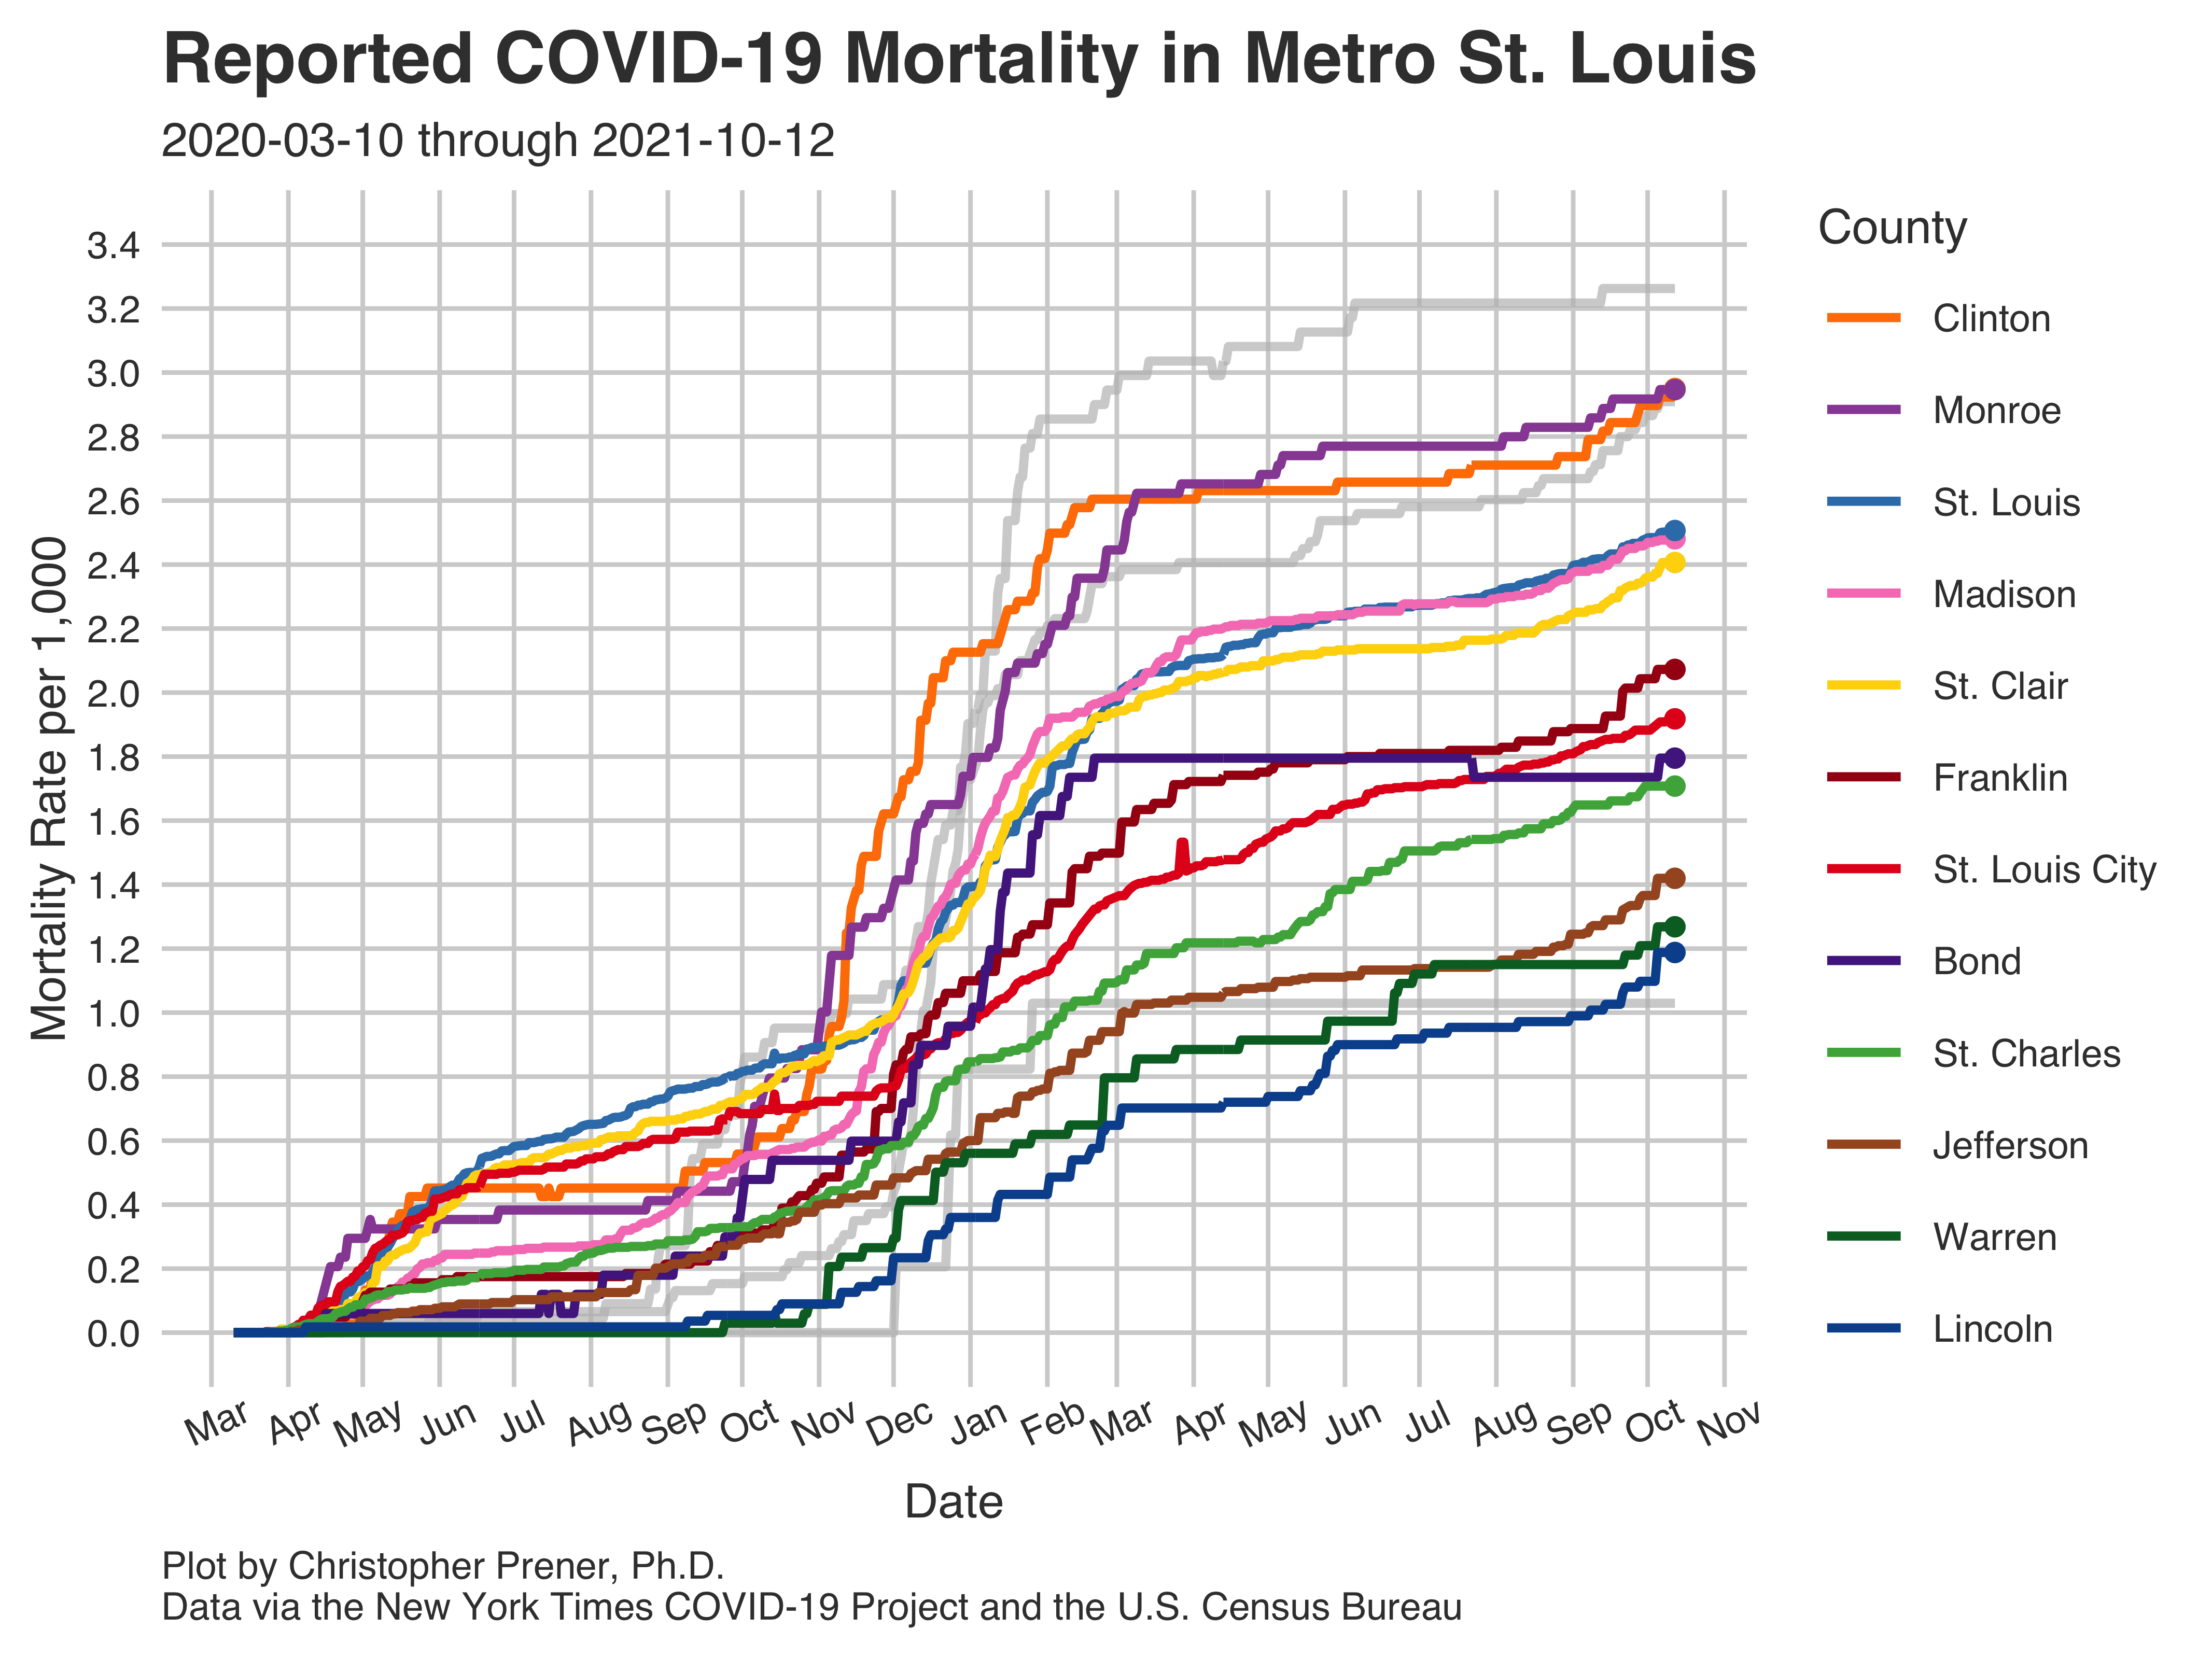 Reported COVID-19 Mortality in Metro St. Louis
2020-03-10 through 2021-10-12
Mortality Rate per 1,000
3.4
3.2
3.0
2.8
2.6
2.4
2.2
2.0
1.8
1.6
1.4
1.2
1.0
0.8
0.6
0.4
0.2
0.0
Mar Apr May Jun Jul Aug Sep Oct Nov Dec Jan Feb Mar Apr May Jun Jul Aug Sep Oct Nov
Date
County
Clinton
Monroe
St. Louis
Madison
St. Clair
Franklin
St. Louis City
Bond
St. Charles
Jefferson
Warren
Lincoln
Plot by Christopher Prener, Ph.D.
Data via the New York Times COVID-19 Project and the U.S. Census Bureau